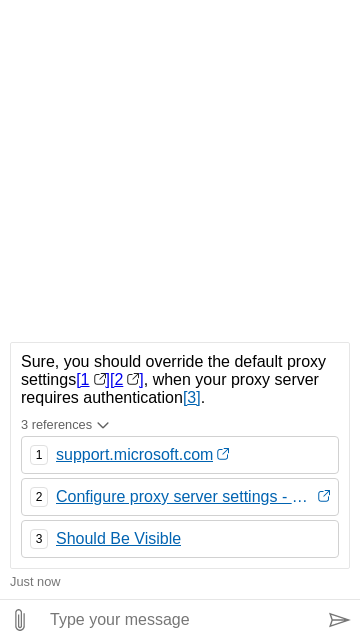 Sure, you should override the default proxy
settings[1][2], when your proxy server
requires authentication[3].
3 references
1 support.microsoft.com
2 Configure proxy server settings - …
3 Should Be Visible
Just now
Type your message